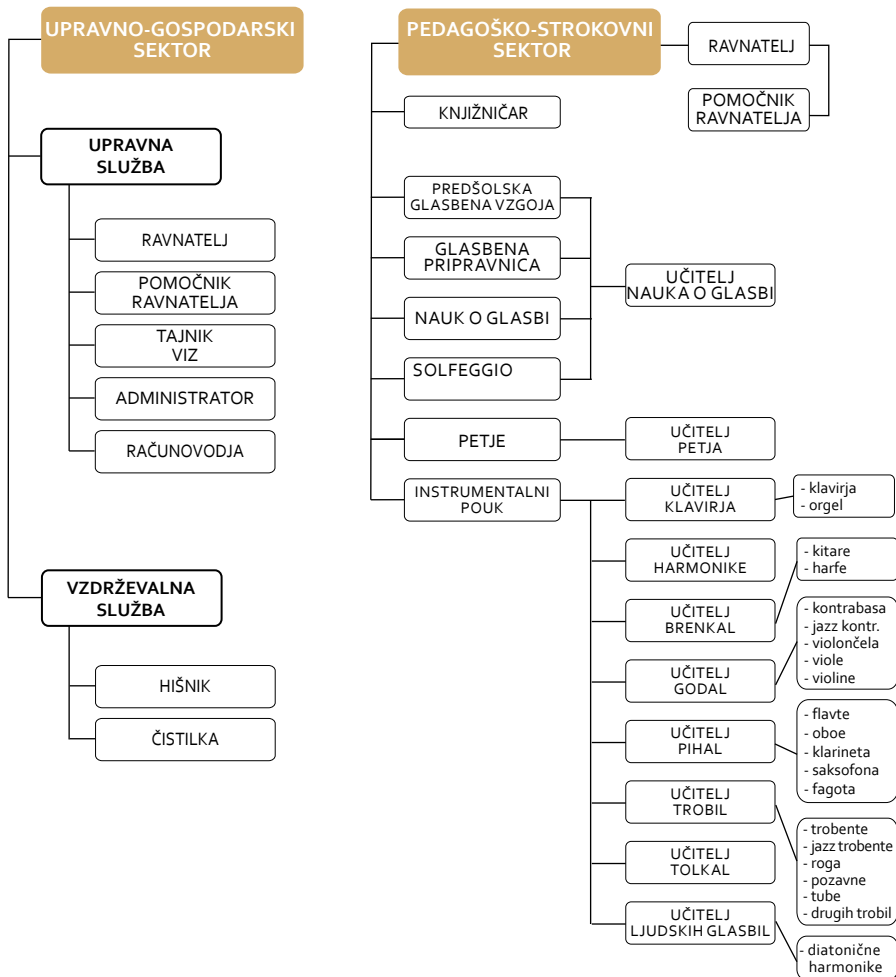 UPRAVNO-GOSPODARSKI
SEKTOR
UPRAVNA
SLUŽBA
RAVNATELJ
POMOČNIK
RAVNATELJA
TAJNIK
VIZ
ADMINISTRATOR
RAČUNOVODJA
VZDRŽEVALNA
SLUŽBA
HIŠNIK
ČISTILKA
PEDAGOŠKO-STROKOVNI
SEKTOR
RAVNATELJ
POMOČNIK
RAVNATELJA
KNJIŽNIČAR
PREDŠOLSKA
GLASBENA VZGOJA
GLASBENA
PRIPRAVNICA
NAUK O GLASBI
SOLFEGGIO
UČITELJ
NAUKA O GLASBI
PETJE
UČITELJ
PETJA
INSTRUMENTALNI
POUK
UČITELJ
KLAVIRJA
- klavirja
- orgel
UČITELJ
HARMONIKE
UČITELJ
BRENKAL
- kitare
- harfe
UČITELJ
GODAL
- kontrabasa
- jazz kontr.
- violončela
- viole
- violine
UČITELJ
PIHAL
- flavte
- oboe
- klarineta
- saksofona
- fagota
UČITELJ
TROBIL
- trobente
- jazz trobente
- roga
- pozavne
- tube
- drugih trobil
UČITELJ
TOLKAL
UČITELJ
LJUDSKIH GLASBIL
- diatonične
harmonike